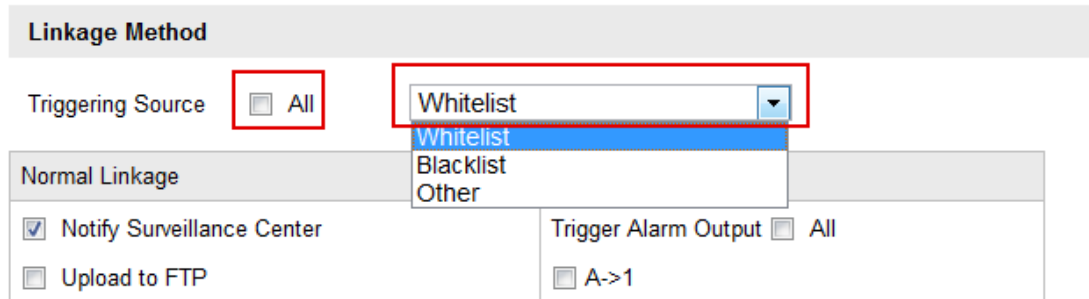 Linkage Method
Triggering Source All Whitelist
Whitelist
Blacklist
Other
Normal Linkage
Notify Surveillance Center Trigger Alarm Output All
Upload to FTP A->1